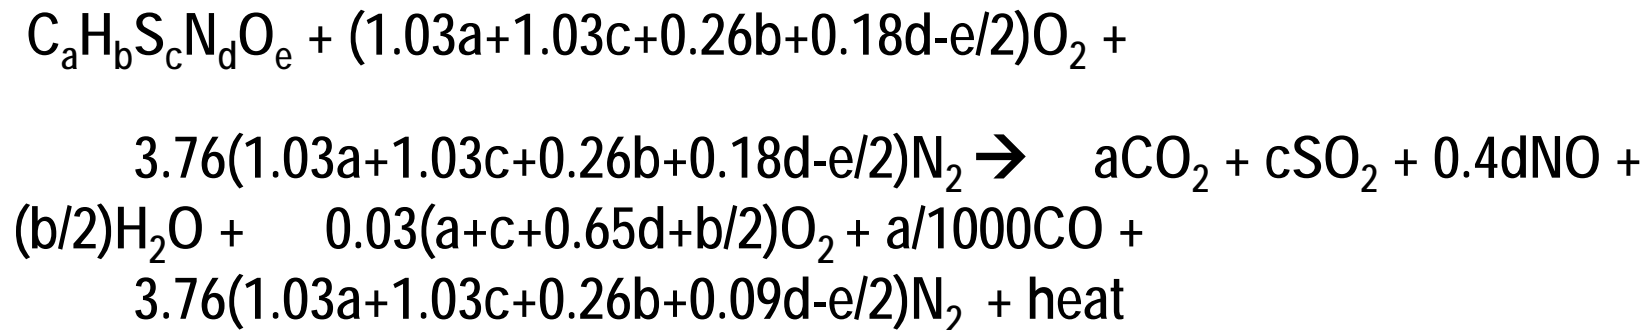 CₐHbScNdOₑ + (1.03a+1.03c+0.26b+0.18d-e/2)O₂ +
3.76(1.03a+1.03c+0.26b+0.18d-e/2)N₂ → aCO₂ + cSO₂ + 0.4dNO +
(b/2)H₂O + 0.03(a+c+0.65d+b/2)O₂ + a/1000CO +
3.76(1.03a+1.03c+0.26b+0.09d-e/2)N₂ + heat